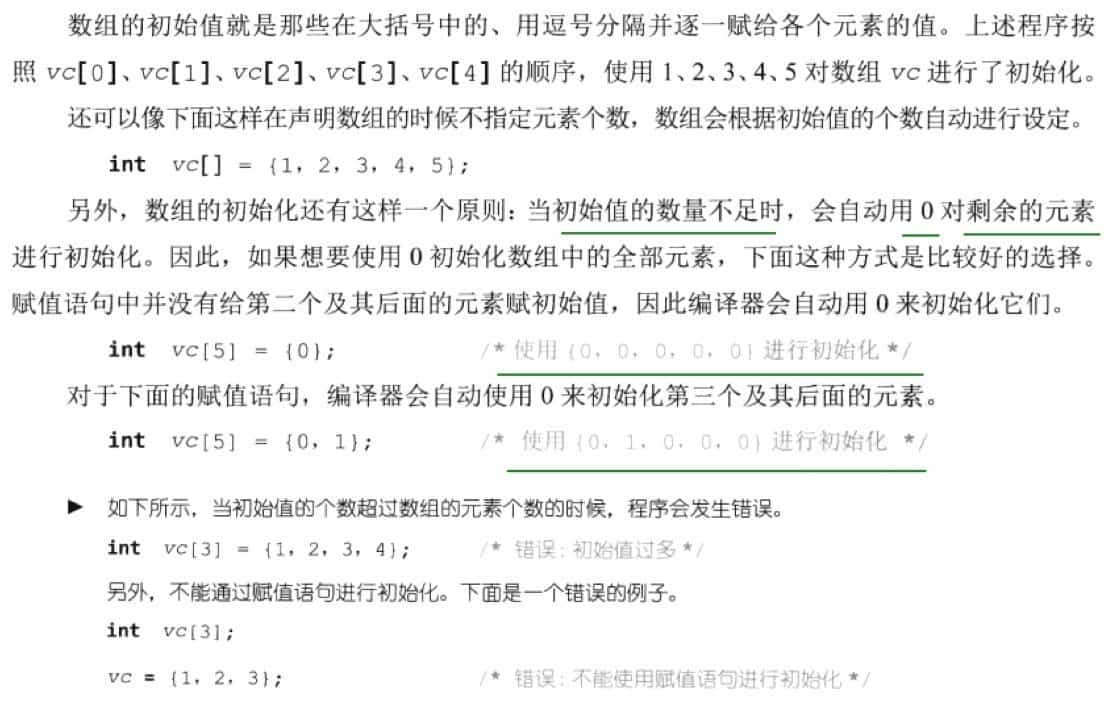 数组的初始值就是那些在大括号中的、用逗号分隔并逐一赋给各个元素的值。上述程序按
照 vc[0]、vc[1]、vc[2]、vc[3]、vc[4] 的顺序，使用 1、2、3、4、5 对数组 vc 进行了初始化。
还可以像下面这样在声明数组的时候不指定元素个数，数组会根据初始值的个数自动进行设定。
int vc[] = {1, 2, 3, 4, 5};
另外，数组的初始化还有这样一个原则：当初始值的数量不足时，会自动用 0 对剩余的元素
进行初始化。因此，如果想要使用 0 初始化数组中的全部元素，下面这种方式是比较好的选择。
赋值语句中并没有给第二个及其后面的元素赋初始值，因此编译器会自动用 0 来初始化它们。
int vc[5] = {0}; /* 使用 {0, 0, 0, 0, 0} 进行初始化 */
对于下面的赋值语句，编译器会自动使用 0 来初始化第三个及其后面的元素。
int vc[5] = {0, 1}; /* 使用 {0, 1, 0, 0, 0} 进行初始化 */
▶ 如下所示，当初始值的个数超过数组的元素个数的时候，程序会发生错误。
int vc[3] = {1, 2, 3, 4}; /* 错误：初始值过多 */
另外，不能通过赋值语句进行初始化。下面是一个错误的例子。
int vc[3];
vc = {1, 2, 3}; /* 错误：不能使用赋值语句进行初始化 */